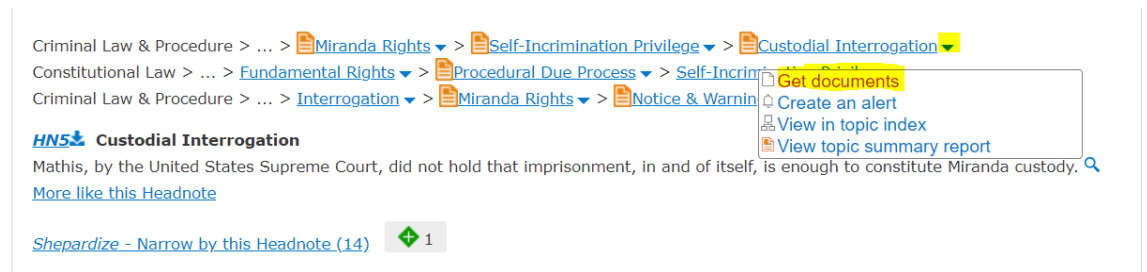 Criminal Law & Procedure > ... > Miranda Rights > Self-Incrimination Privilege > Custodial Interrogation
Constitutional Law > ... > Fundamental Rights > Procedural Due Process > Self-Incrim
Criminal Law & Procedure > ... > Interrogation > Miranda Rights > Notice & Warnin
Get documents
Create an alert
View in topic index
View topic summary report
HN5 Custodial Interrogation
Mathis, by the United States Supreme Court, did not hold that imprisonment, in and of itself, is enough to constitute Miranda custody.
More like this Headnote
Shepardize - Narrow by this Headnote (14) 1